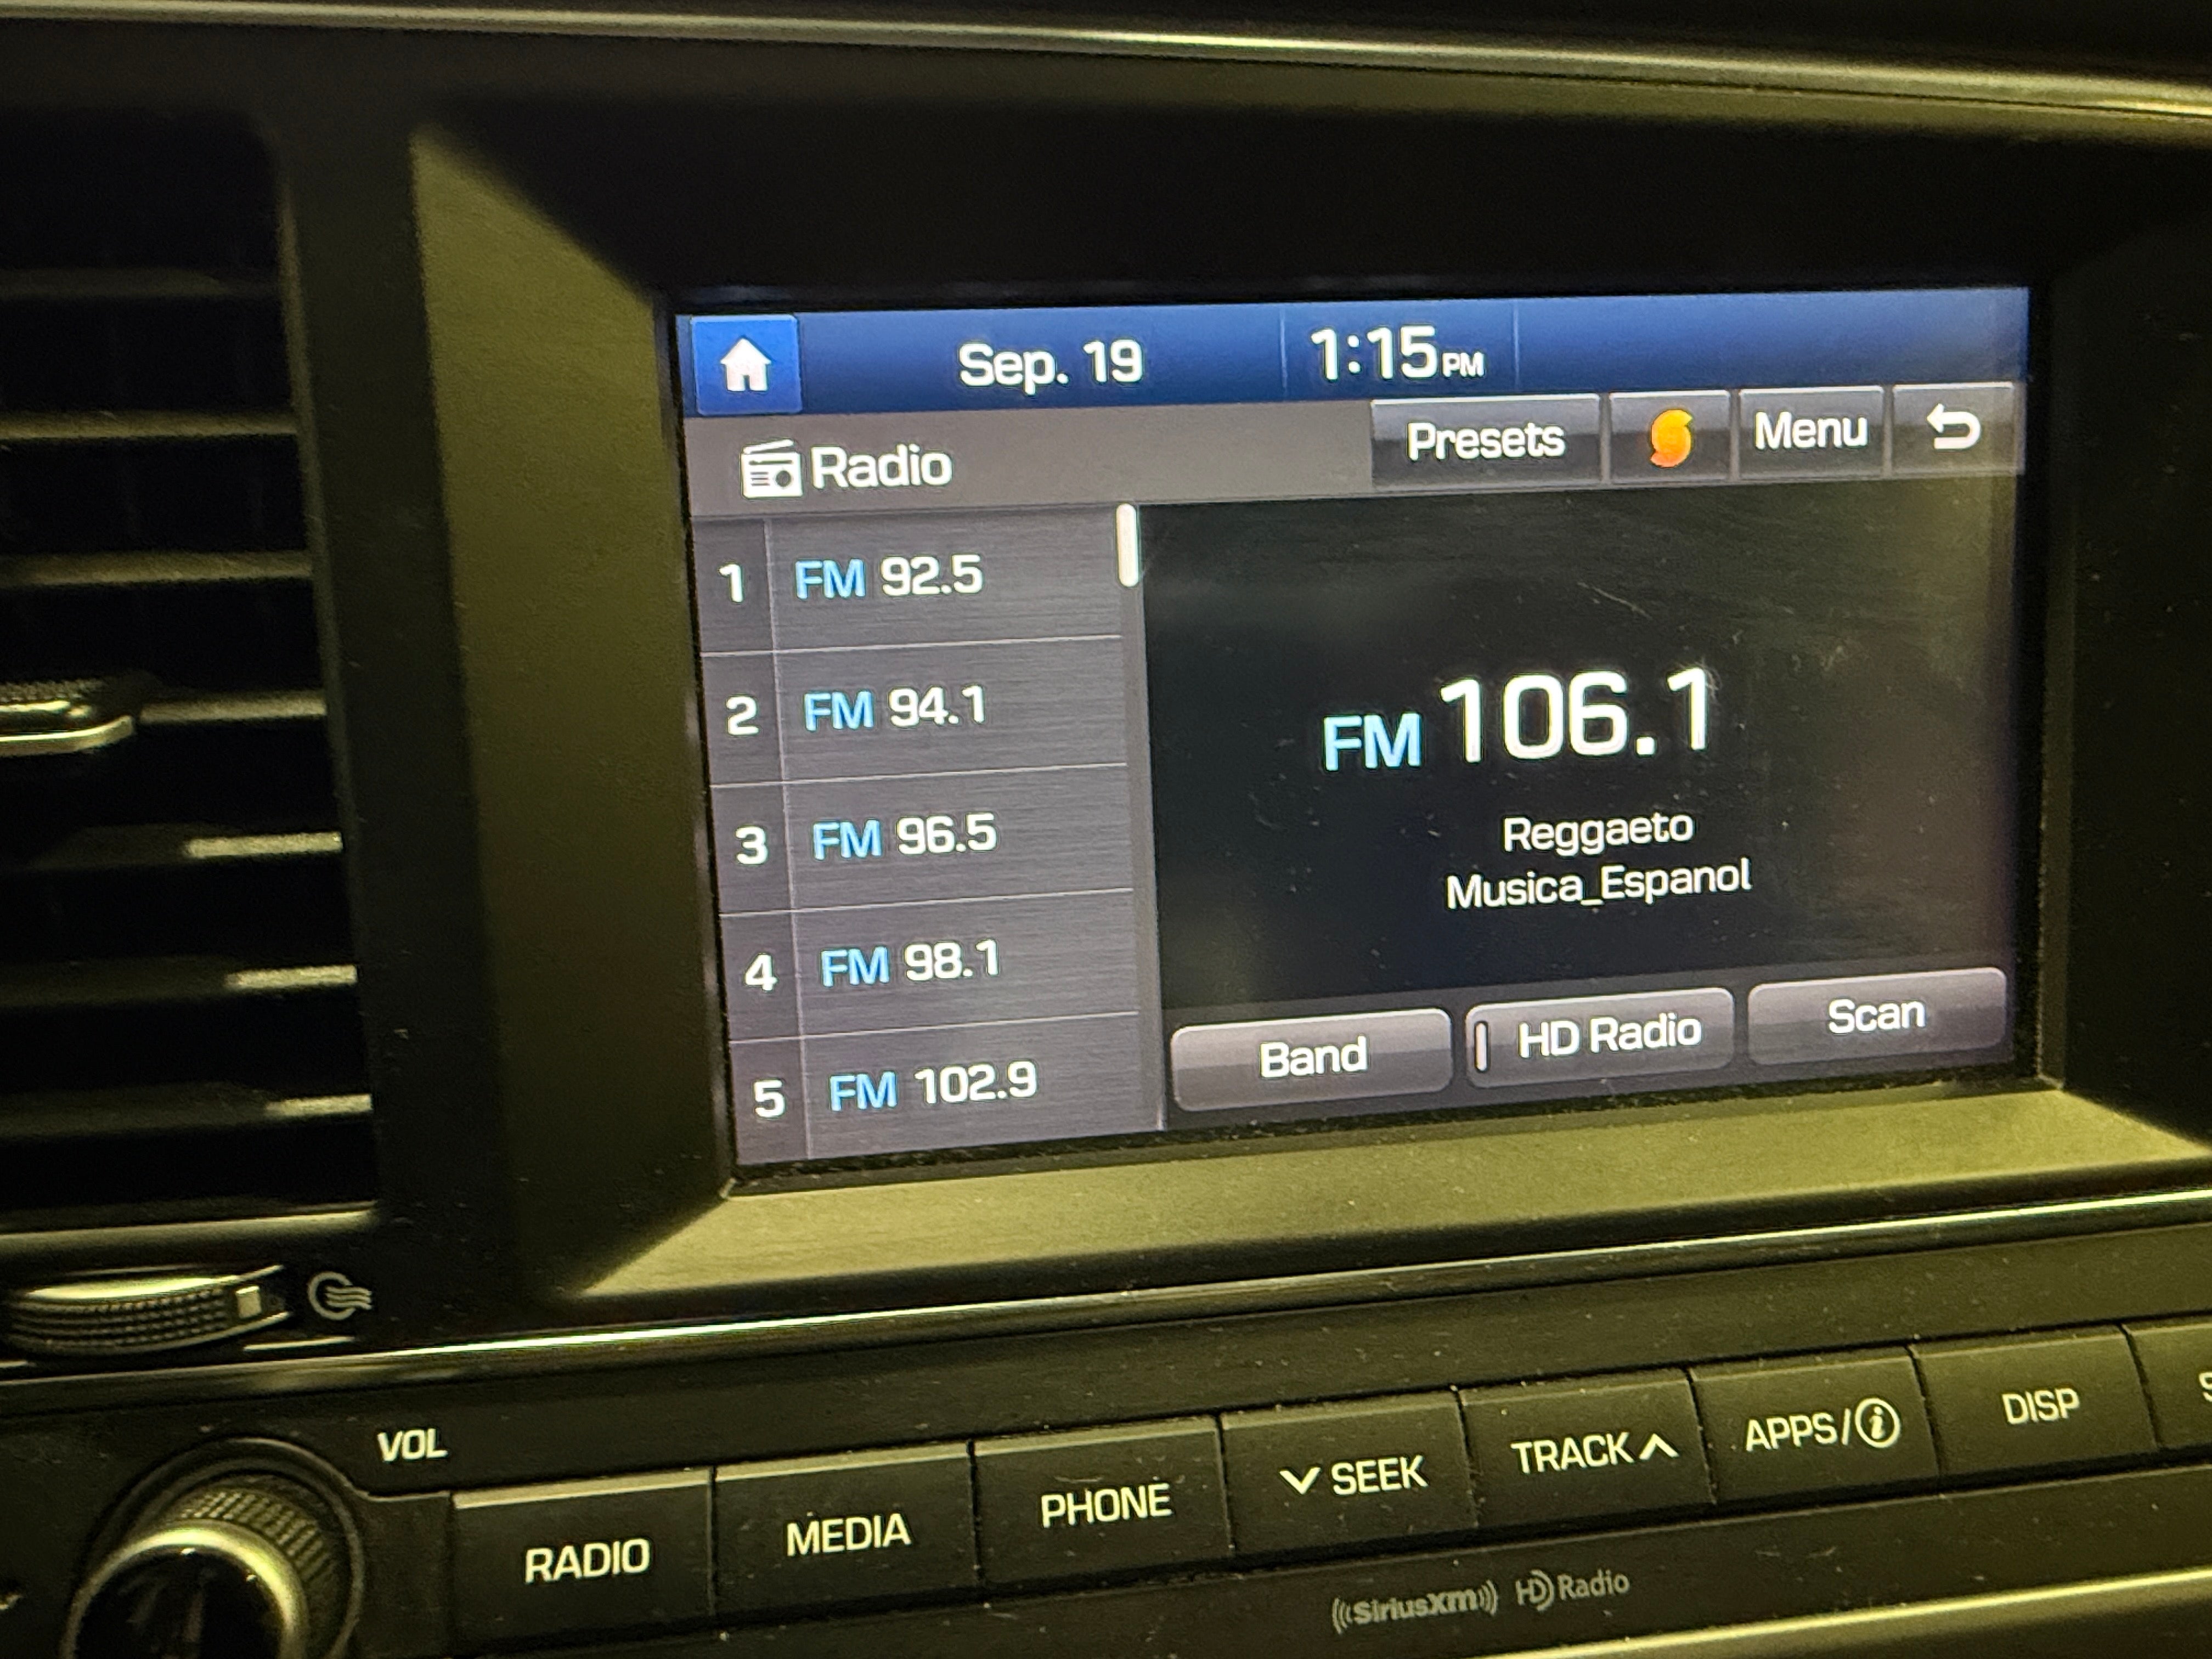 Sep. 19 1:15 PM
Radio Presets Menu
1 FM 92.5
2 FM 94.1
3 FM 96.5
4 FM 98.1
5 FM 102.9
FM 106.1
Reggaeto
Musica_Espanol
Band HD Radio Scan
VOL
RADIO MEDIA PHONE SEEK TRACK APPS/i DISP
((SiriusXM)) HD Radio